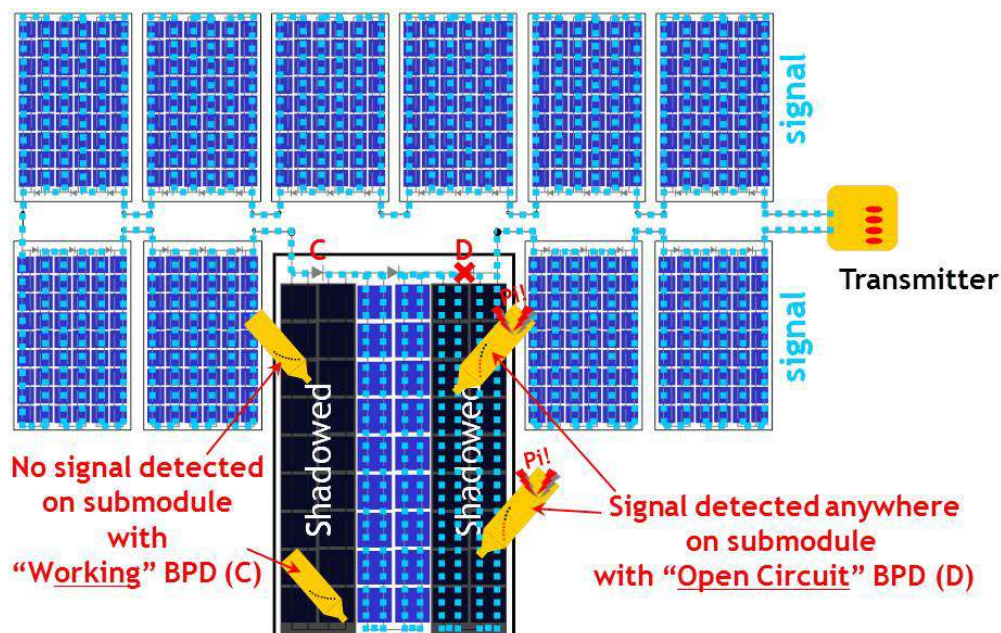 signal
Transmitter
signal
C
D
Pi!
Shadowed
Shadowed
Pi!
No signal detected
on submodule
with
“Working” BPD (C)
Signal detected anywhere
on submodule
with “Open Circuit” BPD (D)